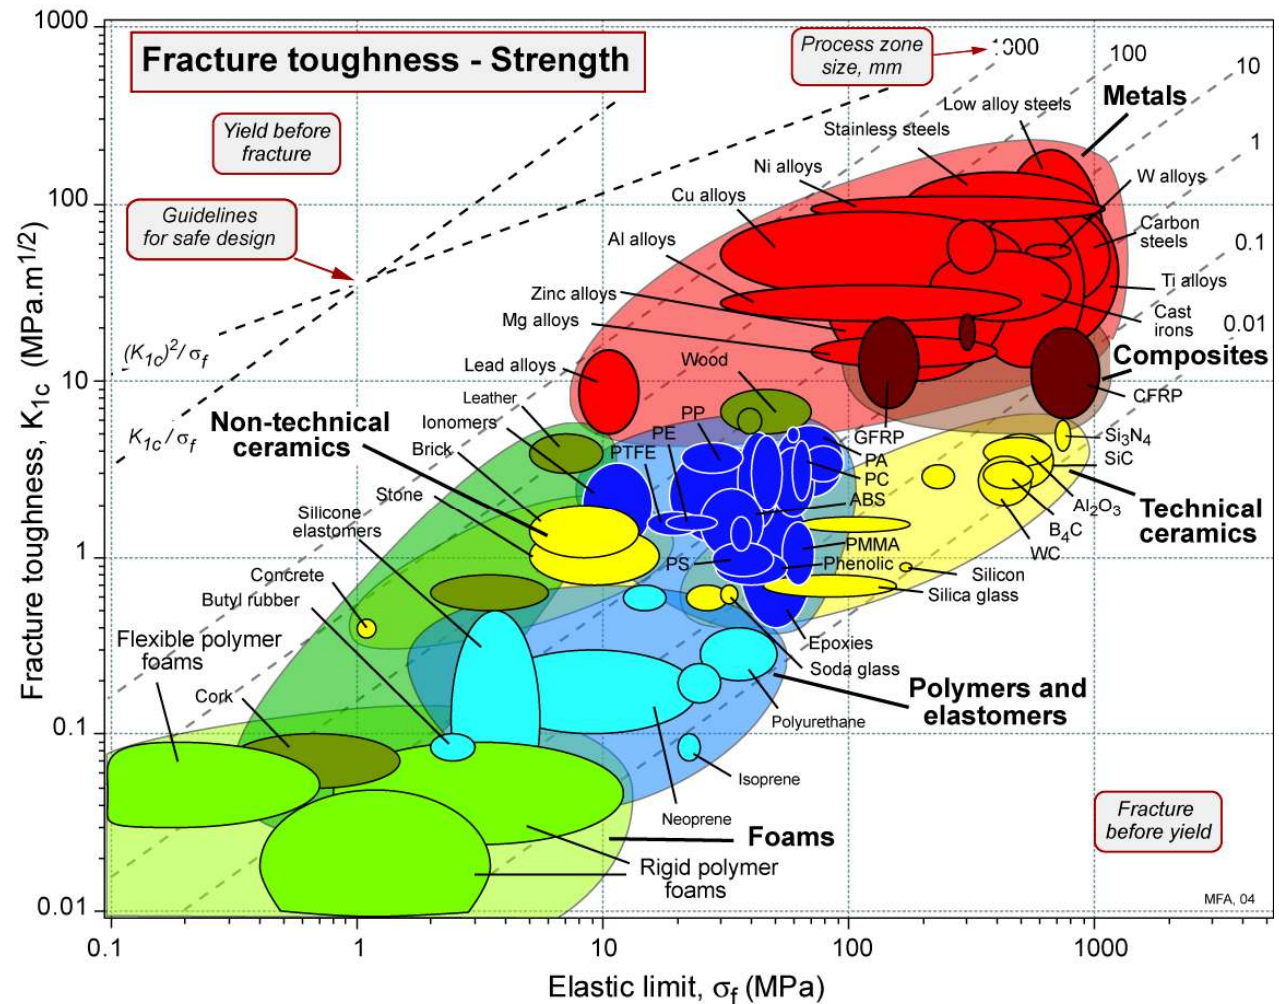 Fracture toughness - Strength
Process zone
size, mm
1000
100
10
1
0.1
0.01
Yield before
fracture
Guidelines
for safe design
(K1c)²/σf
K1c/σf
Low alloy steels
Metals
Stainless steels
Ni alloys
W alloys
Cu alloys
Carbon
steels
Al alloys
Ti alloys
Zinc alloys
Cast
irons
Mg alloys
Composites
Wood
Lead alloys
CFRP
Leather
GFRP
Non-technical
ceramics
Ionomers
PP
PE
PTFE
PA
PC
Si3N4
SiC
Brick
Stone
ABS
Al2O3
Technical
ceramics
B4C
WC
Silicone
elastomers
PMMA
PS
Phenolic
Silicon
Silica glass
Concrete
Butyl rubber
Epoxies
Soda glass
Flexible polymer
foams
Cork
Polymers and
elastomers
Polyurethane
Isoprene
Neoprene
Foams
Rigid polymer
foams
Fracture
before yield
MFA, 04
Fracture toughness, K1c (MPa.m1/2)
1000
100
10
1
0.1
0.01
0.1
1
10
100
1000
Elastic limit, σf (MPa)